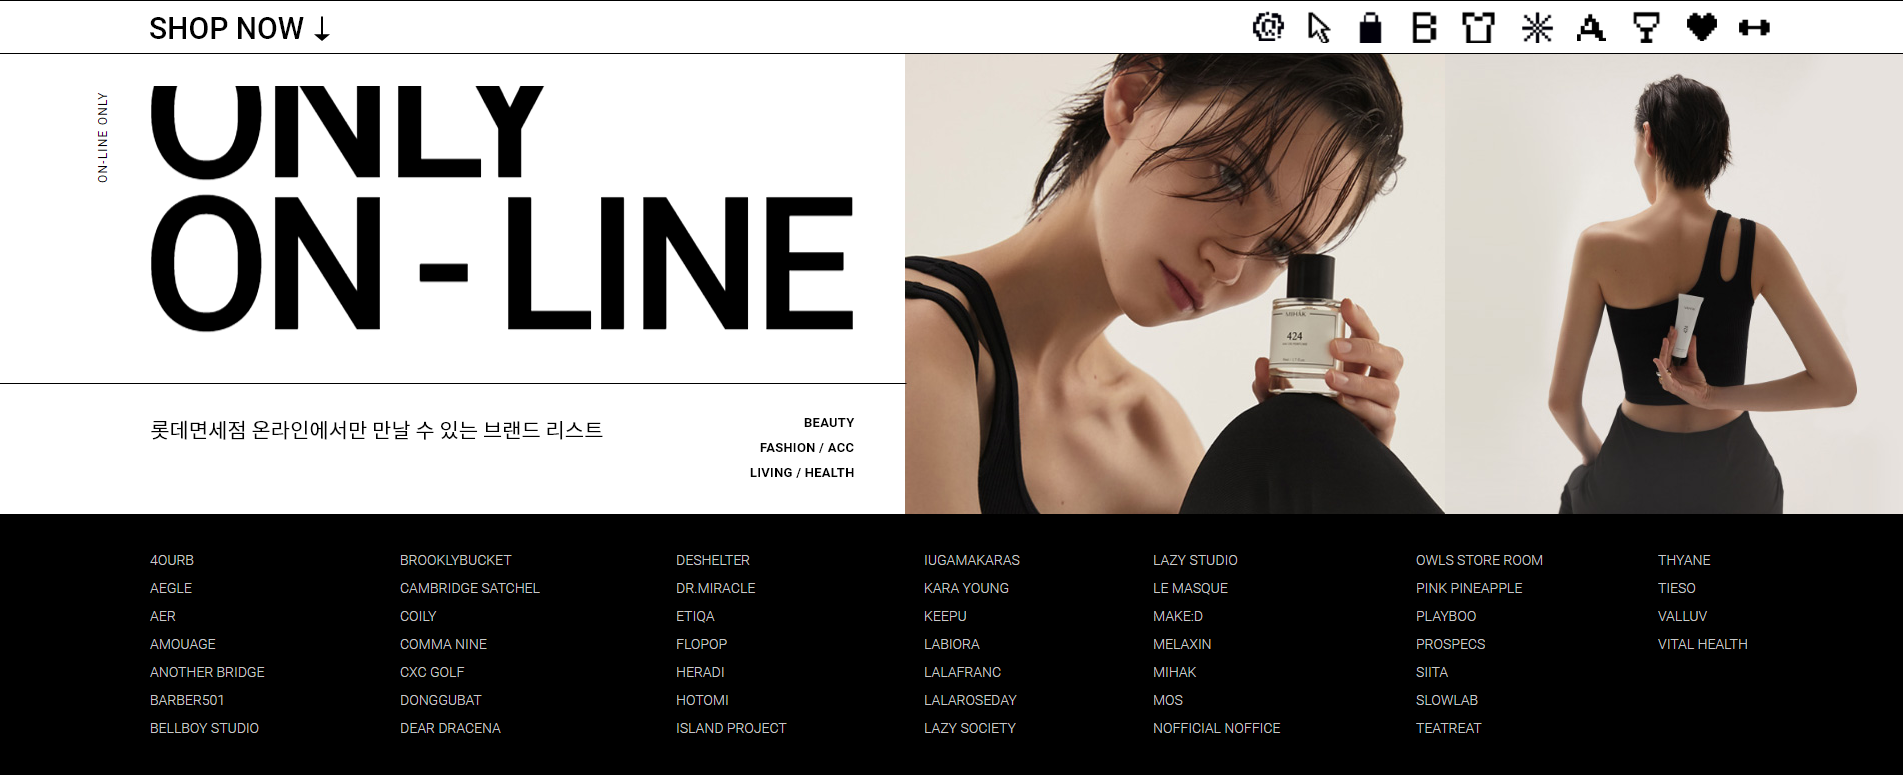 SHOP NOW ↓
ON-LINE ONLY
ONLY
ON - LINE
롯데면세점 온라인에서만 만날 수 있는 브랜드 리스트
BEAUTY
FASHION / ACC
LIVING / HEALTH
MIHAK
424
4OURB
AEGLE
AER
AMOUAGE
ANOTHER BRIDGE
BARBER501
BELLBOY STUDIO
BROOKLYBUCKET
CAMBRIDGE SATCHEL
COILY
COMMA NINE
CXC GOLF
DONGGUBAT
DEAR DRACENA
DESHELTER
DR.MIRACLE
ETIQA
FLOPOP
HERADI
HOTOMI
ISLAND PROJECT
IUGAMAKARAS
KARA YOUNG
KEEPU
LABIORA
LALAFRANC
LALAROSEDAY
LAZY SOCIETY
LAZY STUDIO
LE MASQUE
MAKE:D
MELAXIN
MIHAK
MOS
NOFFICIAL NOFFICE
OWLS STORE ROOM
PINK PINEAPPLE
PLAYBOO
PROSPECS
SIITA
SLOWLAB
TEATREAT
THYANE
TIESO
VALLUV
VITAL HEALTH